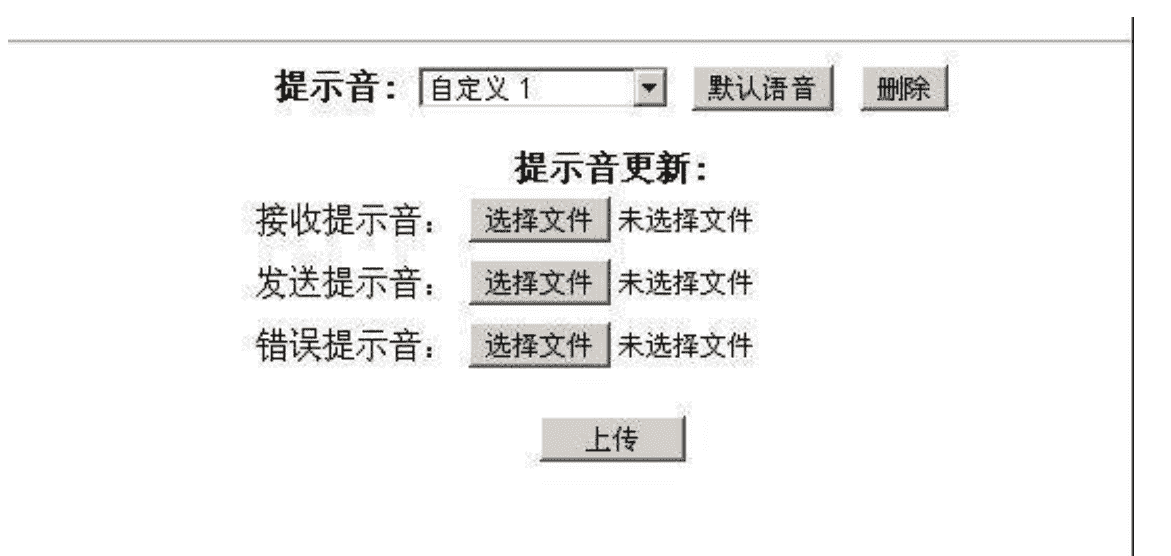 提示音: 自定义 1 默认语音 删除
提示音更新:
接收提示音: 选择文件 未选择文件
发送提示音: 选择文件 未选择文件
错误提示音: 选择文件 未选择文件
上传